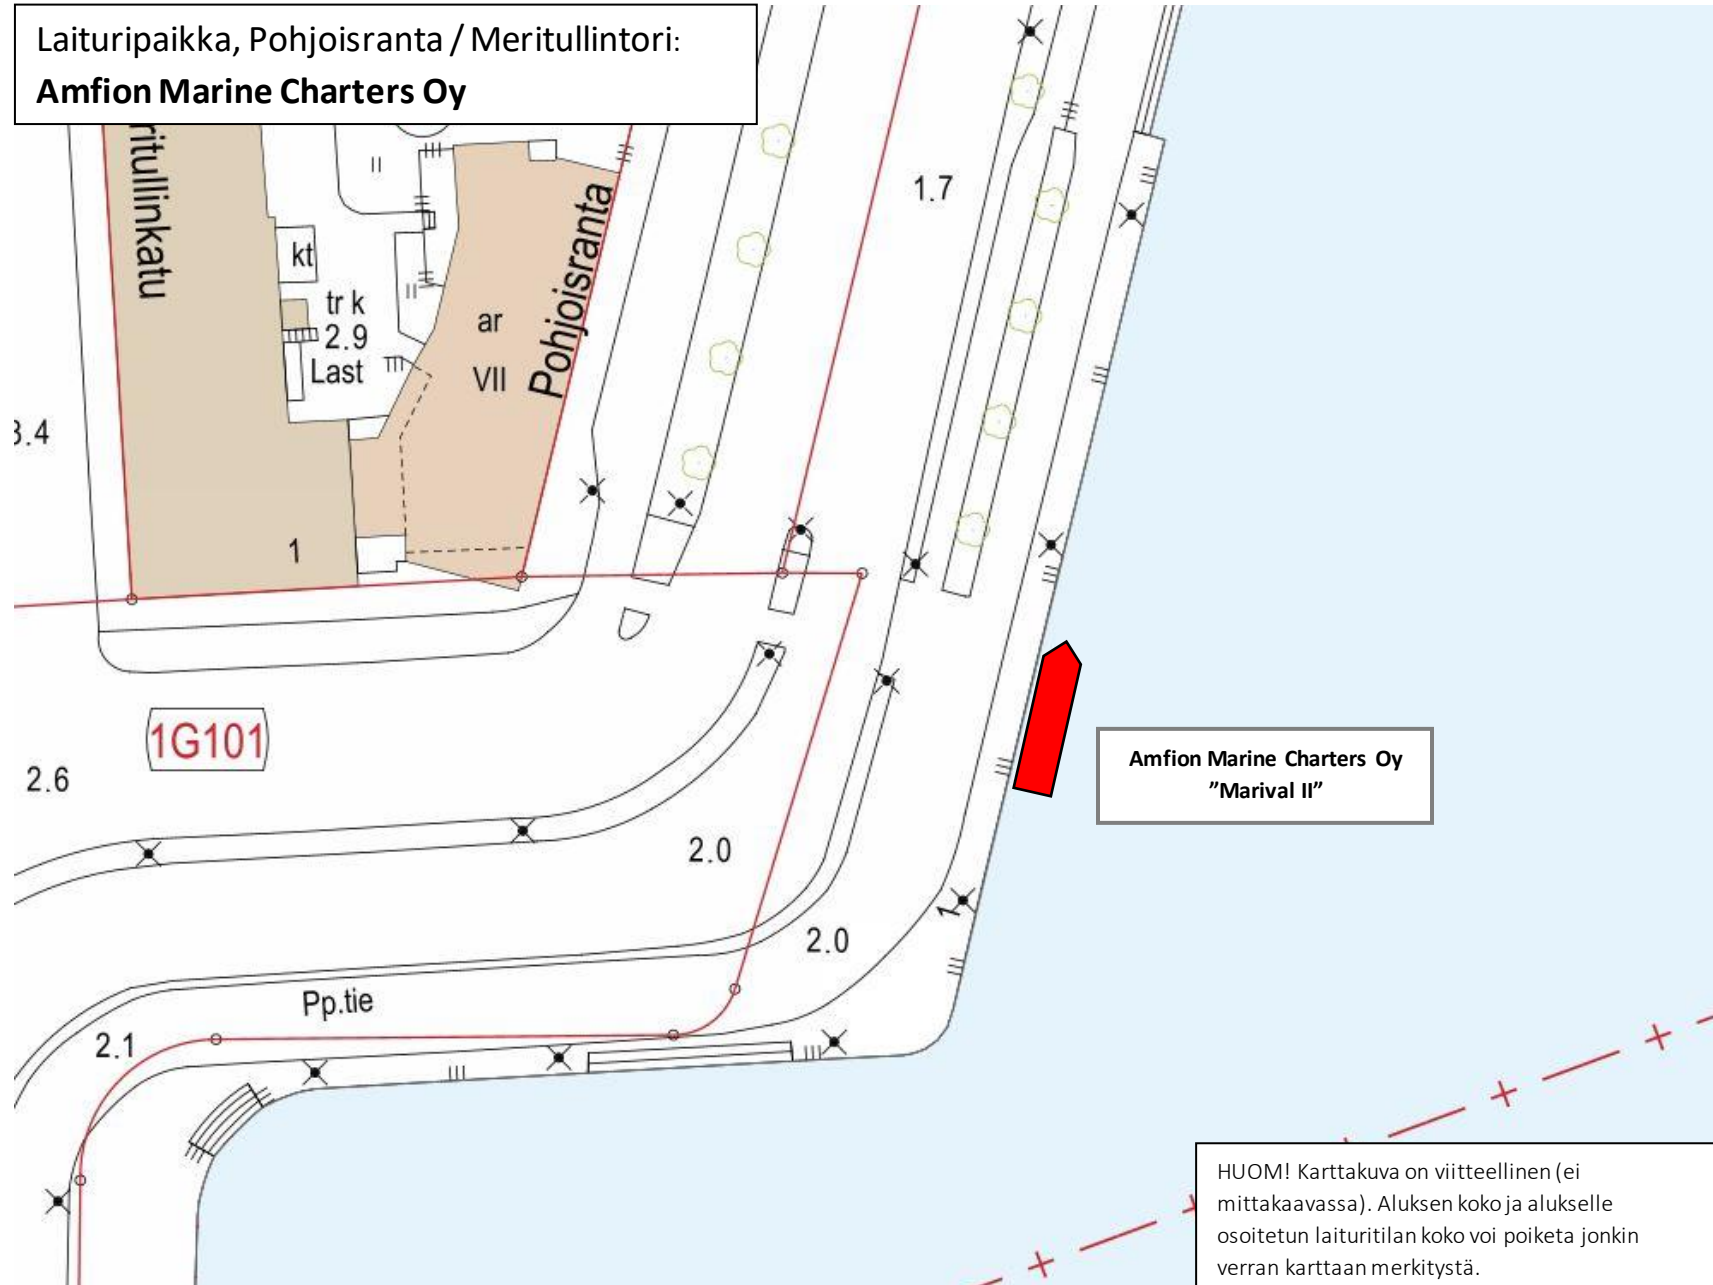 Laituripaikka, Pohjoisranta / Meritullintori:
Amfion Marine Charters Oy
ritullinkatu
kt
tr k
2.9
Last
II
II
ar
VII
Pohjoisranta
1.7
3.4
1
1G101
2.6
Amfion Marine Charters Oy
”Marival II”
2.0
1
2.0
Pp.tie
2.1
HUOM! Karttakuva on viitteellinen (ei
mittakaavassa). Aluksen koko ja alukselle
osoitetun laituritilan koko voi poiketa jonkin
verran karttaan merkitystä.